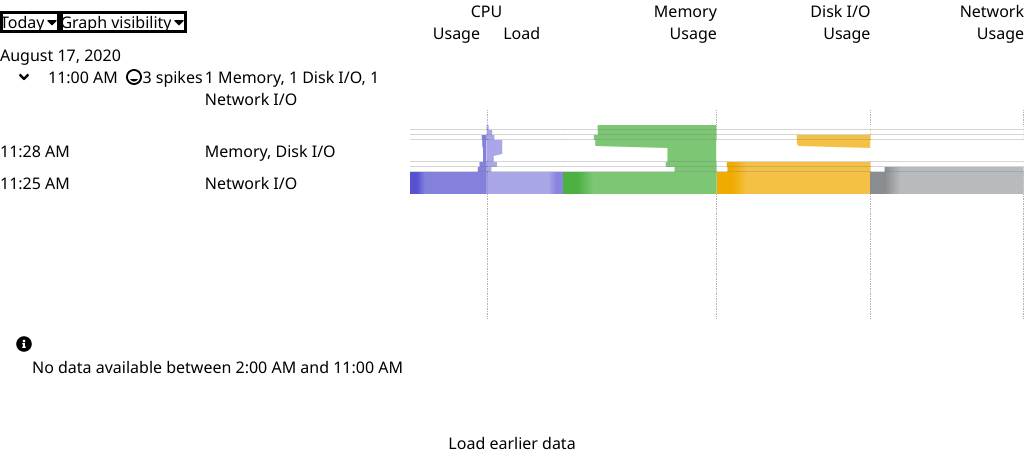 CPU Memory Disk I/O Network
Today Graph visibility Usage Load Usage Usage Usage
August 17, 2020
11:00 AM 3 spikes 1 Memory, 1 Disk I/O, 1
Network I/O
11:28 AM Memory, Disk I/O
11:25 AM Network I/O
No data available between 2:00 AM and 11:00 AM
Load earlier data